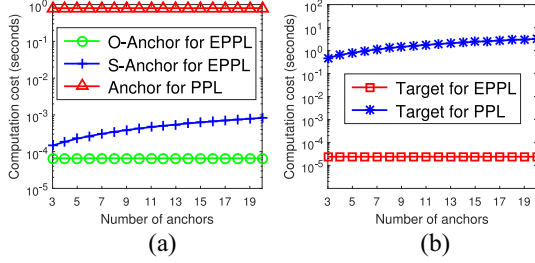 Computation cost (seconds)
10^0
10^-1
10^-2
10^-3
10^-4
10^-5
O-Anchor for EPPL
S-Anchor for EPPL
Anchor for PPL
3 5 7 9 11 13 15 17 19
Number of anchors
(a)
Computation cost (seconds)
10^2
10^1
10^0
10^-1
10^-2
10^-3
10^-4
10^-5
10^-6
Target for EPPL
Target for PPL
3 5 7 9 11 13 15 17 19
Number of anchors
(b)